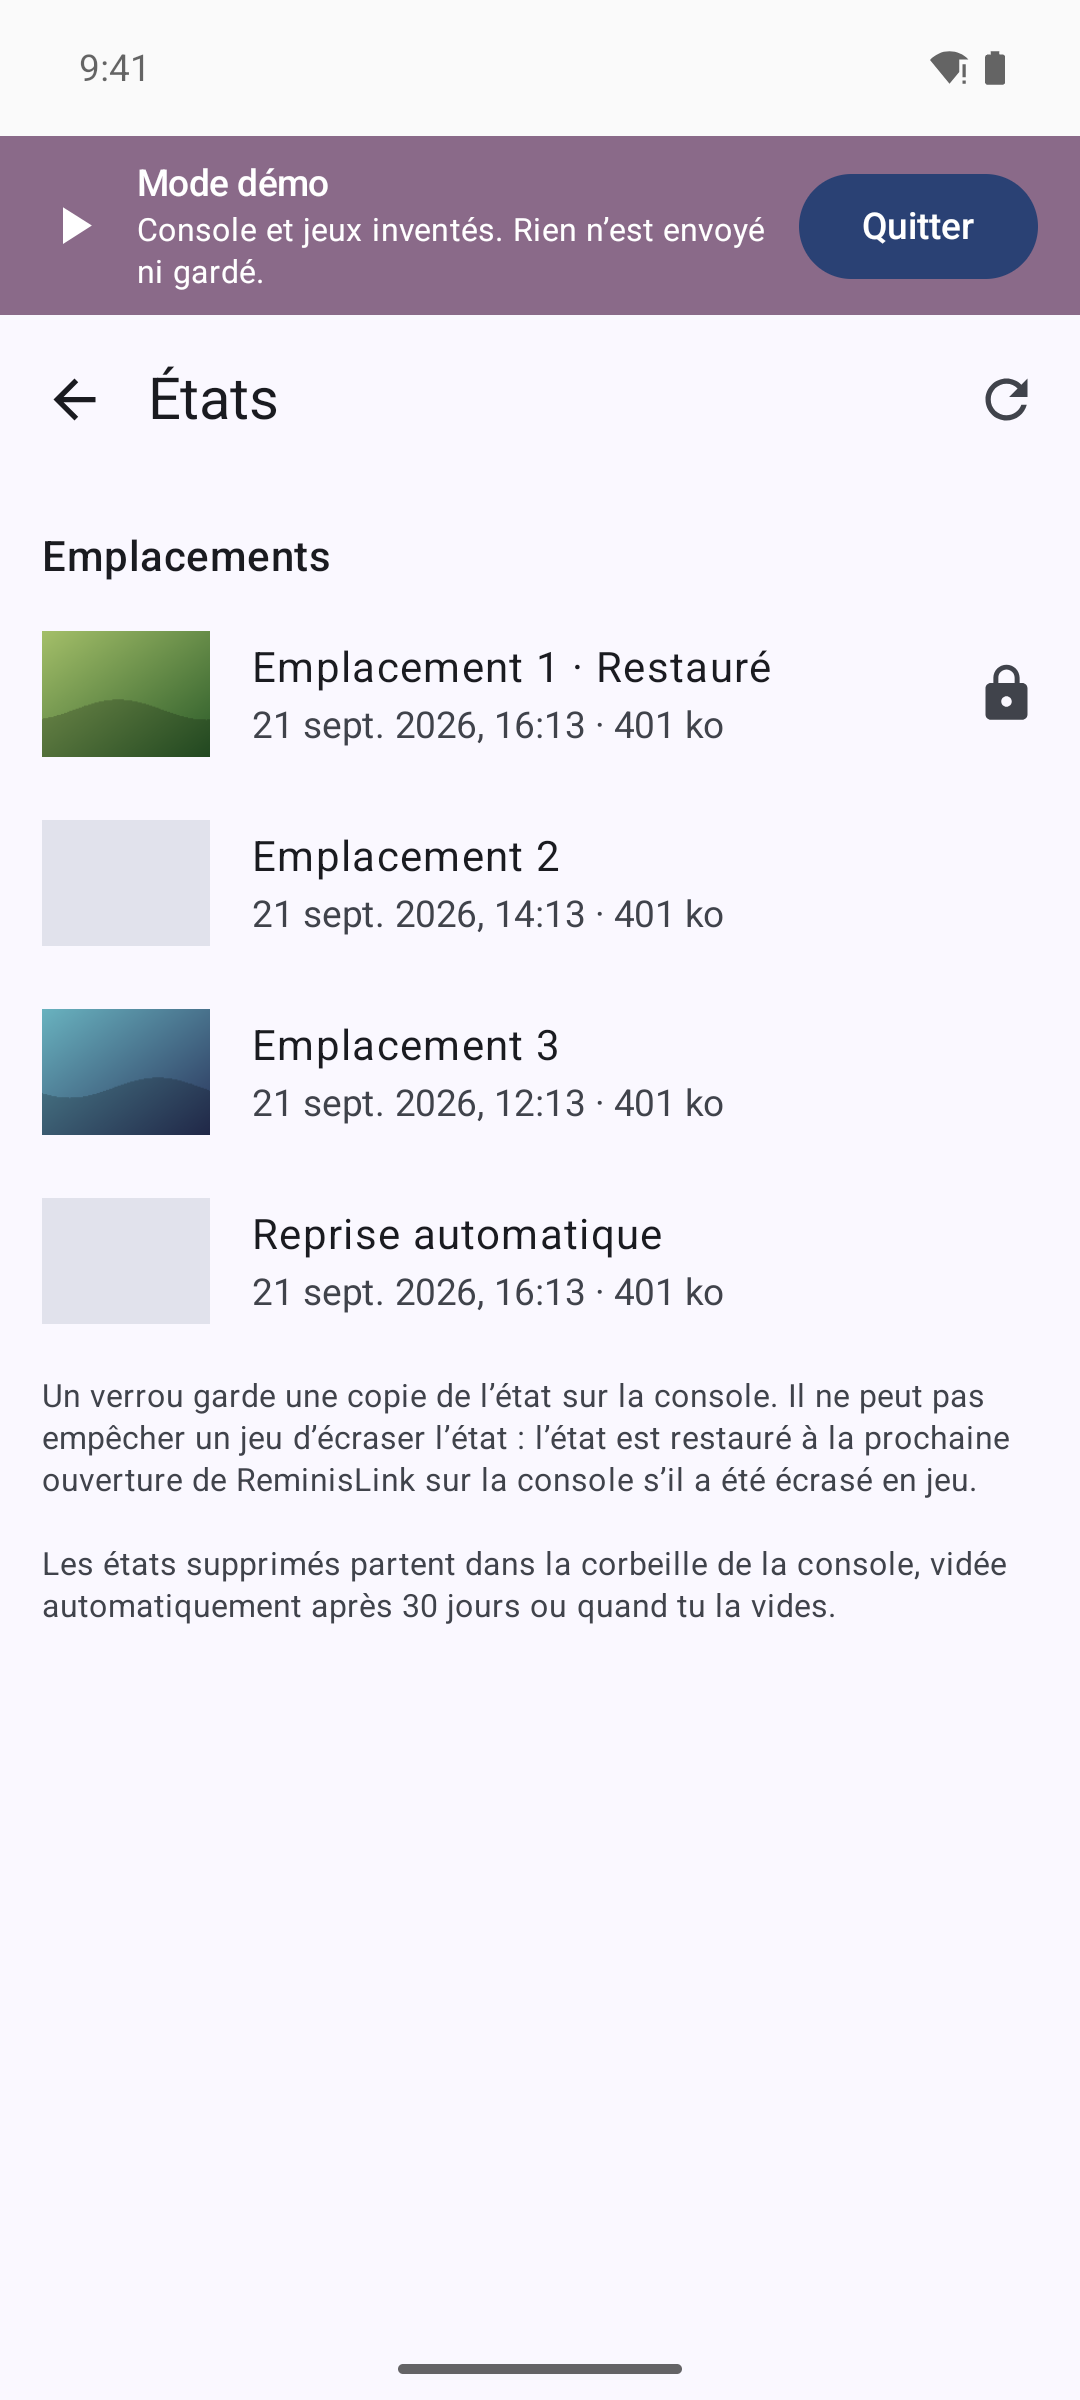 9:41
Mode démo
Console et jeux inventés. Rien n’est envoyé
ni gardé.
Quitter
États
Emplacements
Emplacement 1 · Restauré
21 sept. 2026, 16:13 · 401 ko
Emplacement 2
21 sept. 2026, 14:13 · 401 ko
Emplacement 3
21 sept. 2026, 12:13 · 401 ko
Reprise automatique
21 sept. 2026, 16:13 · 401 ko
Un verrou garde une copie de l’état sur la console. Il ne peut pas
empêcher un jeu d’écraser l’état : l’état est restauré à la prochaine
ouverture de ReminisLink sur la console s’il a été écrasé en jeu.
Les états supprimés partent dans la corbeille de la console, vidée
automatiquement après 30 jours ou quand tu la vides.